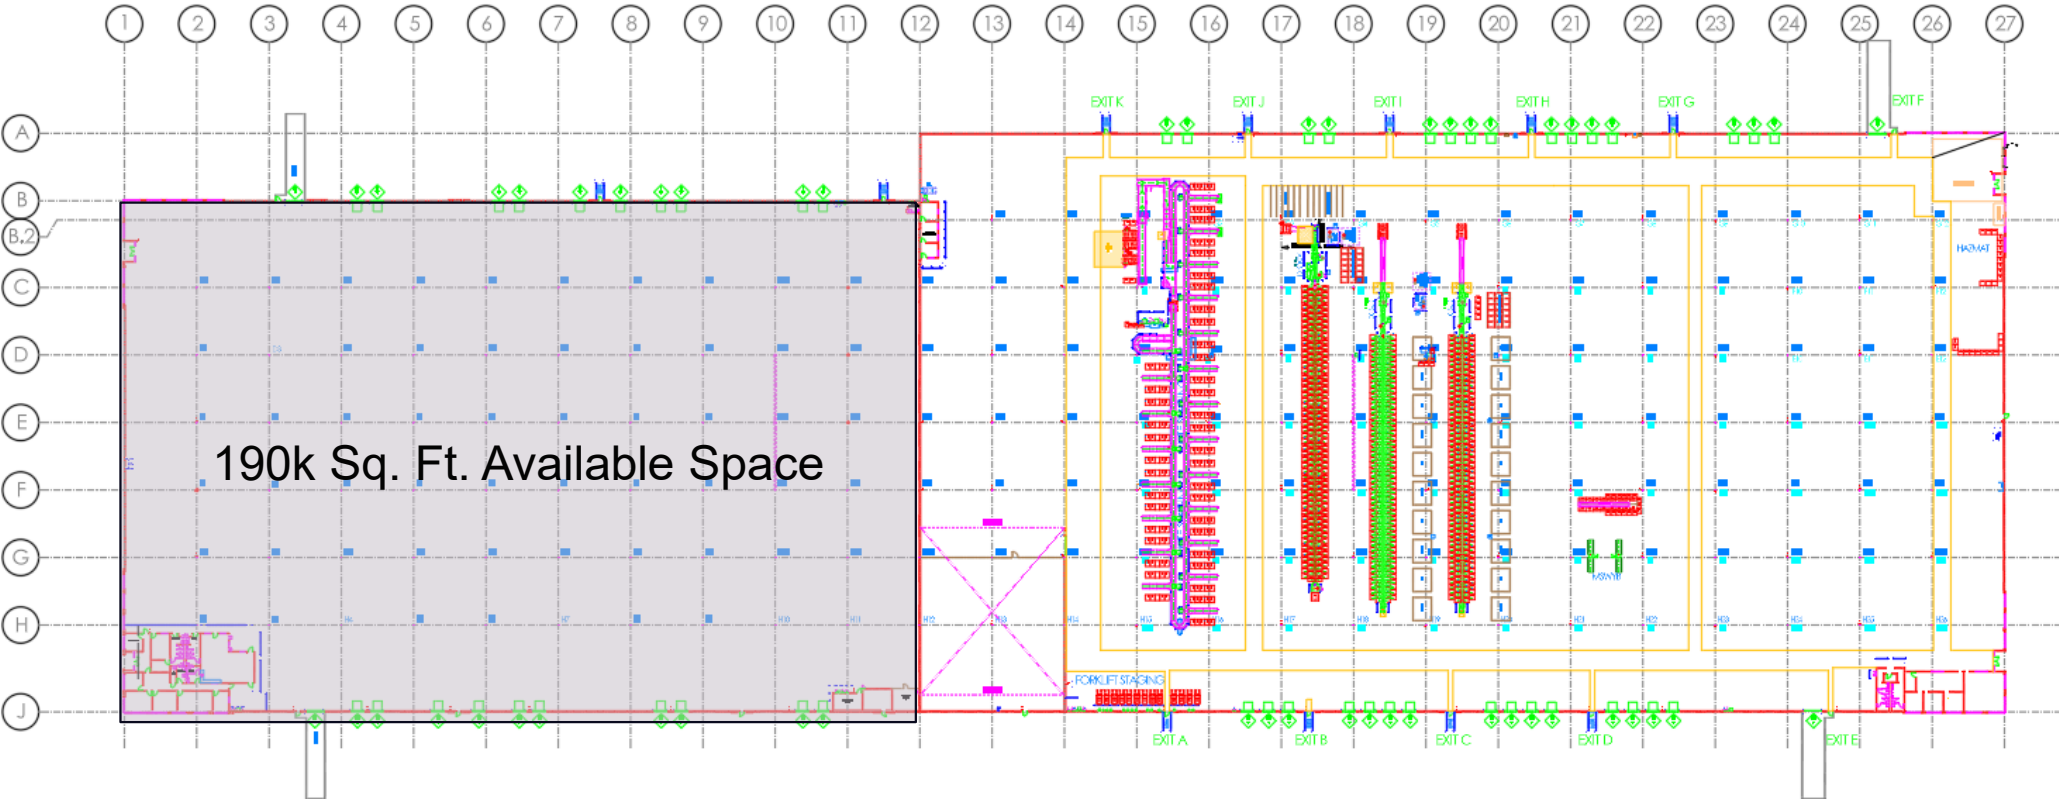 1 2 3 4 5 6 7 8 9 10 11 12 13 14 15 16 17 18 19 20 21 22 23 24 25 26 27
EXIT K EXIT J EXIT I EXIT H EXIT G EXIT F
A
B
B.2
HAZMAT
C
D
E
190k Sq. Ft. Available Space
F
G
H
FORKLIFT STAGING
J
EXIT A EXIT B EXIT C EXIT D EXIT E